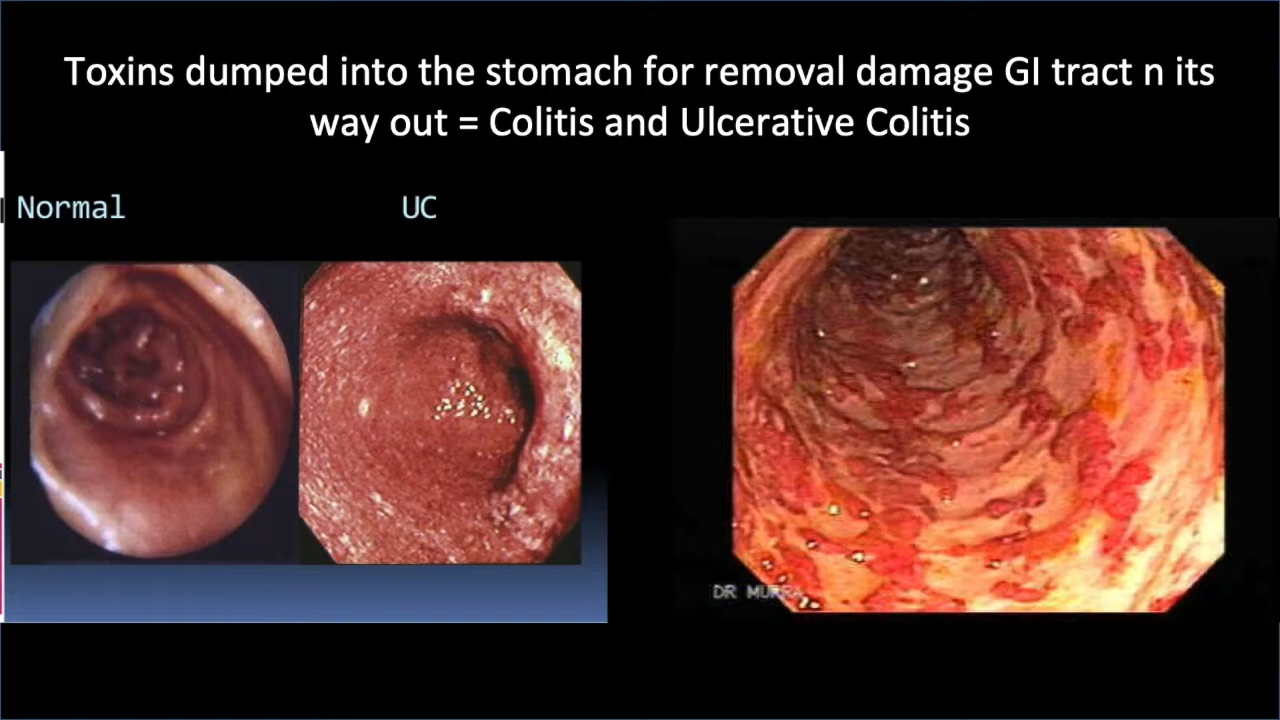 Toxins dumped into the stomach for removal damage GI tract n its
way out = Colitis and Ulcerative Colitis
Normal
UC
DR MURRA